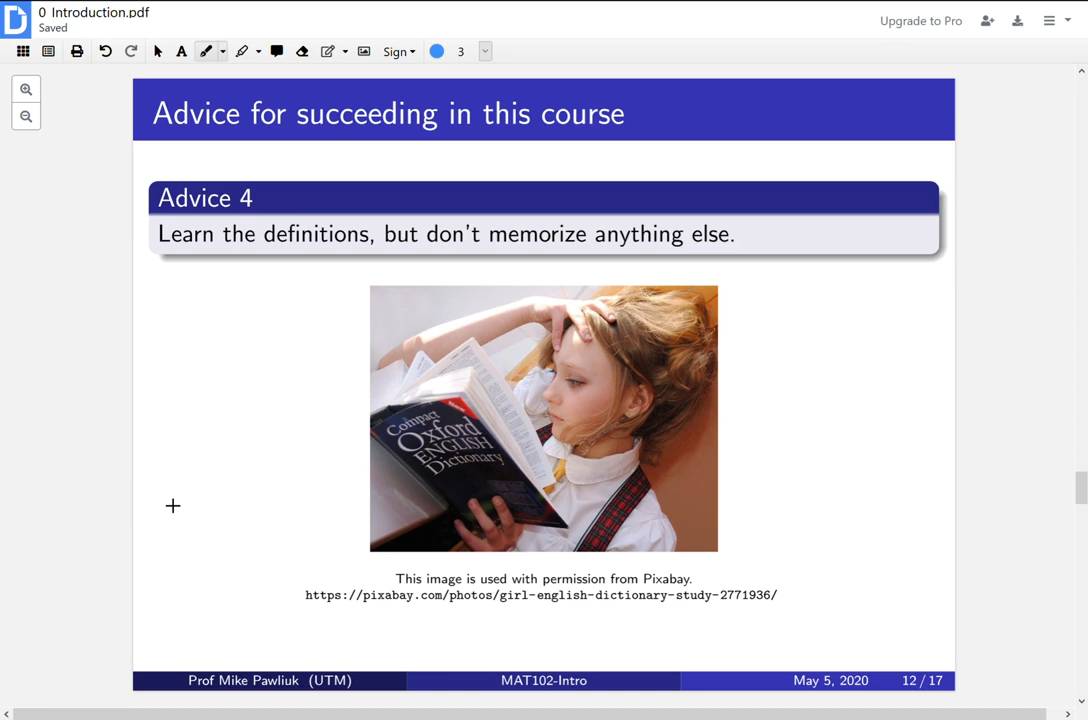 0 Introduction.pdf
Saved
Upgrade to Pro
A
Sign
3
Advice for succeeding in this course
Advice 4
Learn the definitions, but don't memorize anything else.
Compact
Oxford
ENGLISH
Dictionary
This image is used with permission from Pixabay.
https://pixabay.com/photos/girl-english-dictionary-study-2771936/
Prof Mike Pawliuk (UTM) MAT102-Intro May 5, 2020 12 / 17